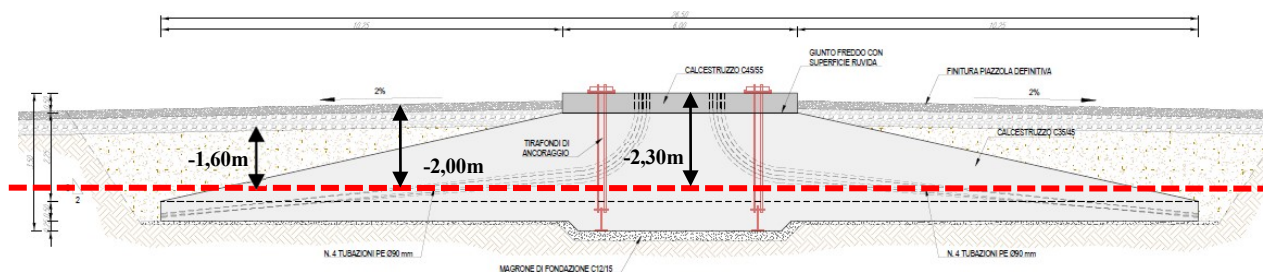 26,50
10,25
6,00
10,25
GIUNTO FREDDO CON
SUPERFICIE RUVIDA
CALCESTRUZZO C45/55
FINITURA PIAZZOLA DEFINITIVA
2%
2%
CALCESTRUZZO C35/45
-1,60m
-2,00m
TIRAFONDI DI
ANCORAGGIO
-2,30m
2
N. 4 TUBAZIONI PE Ø90 mm
N. 4 TUBAZIONI PE Ø90 mm
MAGRONE DI FONDAZIONE C12/15